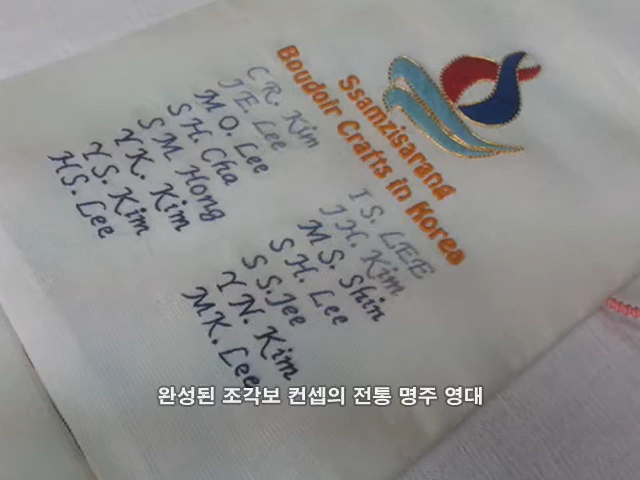 Ssamzisarang
Boudoir Crafts in Korea
C R. Kim
J E. Lee
M O. Lee
S H. Cha
S M. Hong
Y K. Kim
Y S. Kim
H S. Lee
I S. LEE
J H. Kim
M S. Shin
S H. Lee
S S. Jee
Y N. Kim
M K. Lee
완성된 조각보 컨셉의 전통 명주 영대